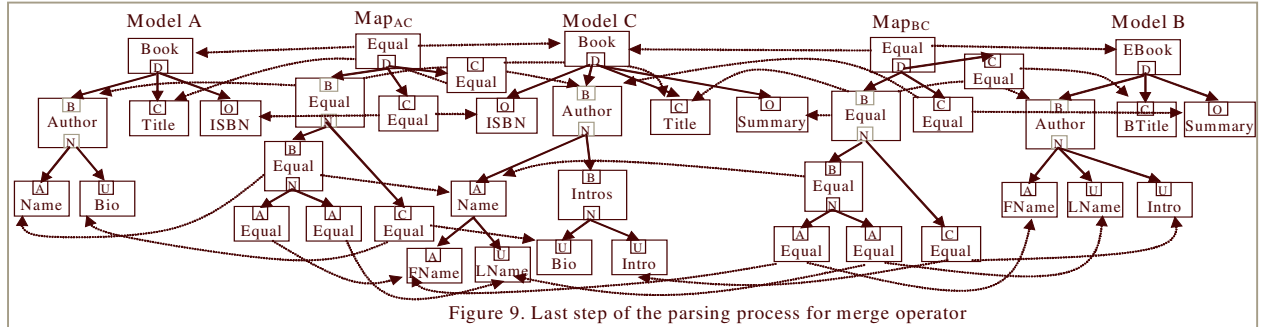 Model A Map_AC Model C Map_BC Model B
Book Equal Book Equal EBook
D D D D D
C Equal C Equal
B Author C Title O ISBN B Equal C Equal O ISBN B Author C Title O Summary B Equal C Equal B Author C BTitle O Summary
N N N N N
B Equal B Intros B Equal
N N N
A Name U Bio A Name A FName U LName U Intro
A Equal A Equal C Equal A FName U LName U Bio U Intro A Equal A Equal C Equal
Figure 9. Last step of the parsing process for merge operator